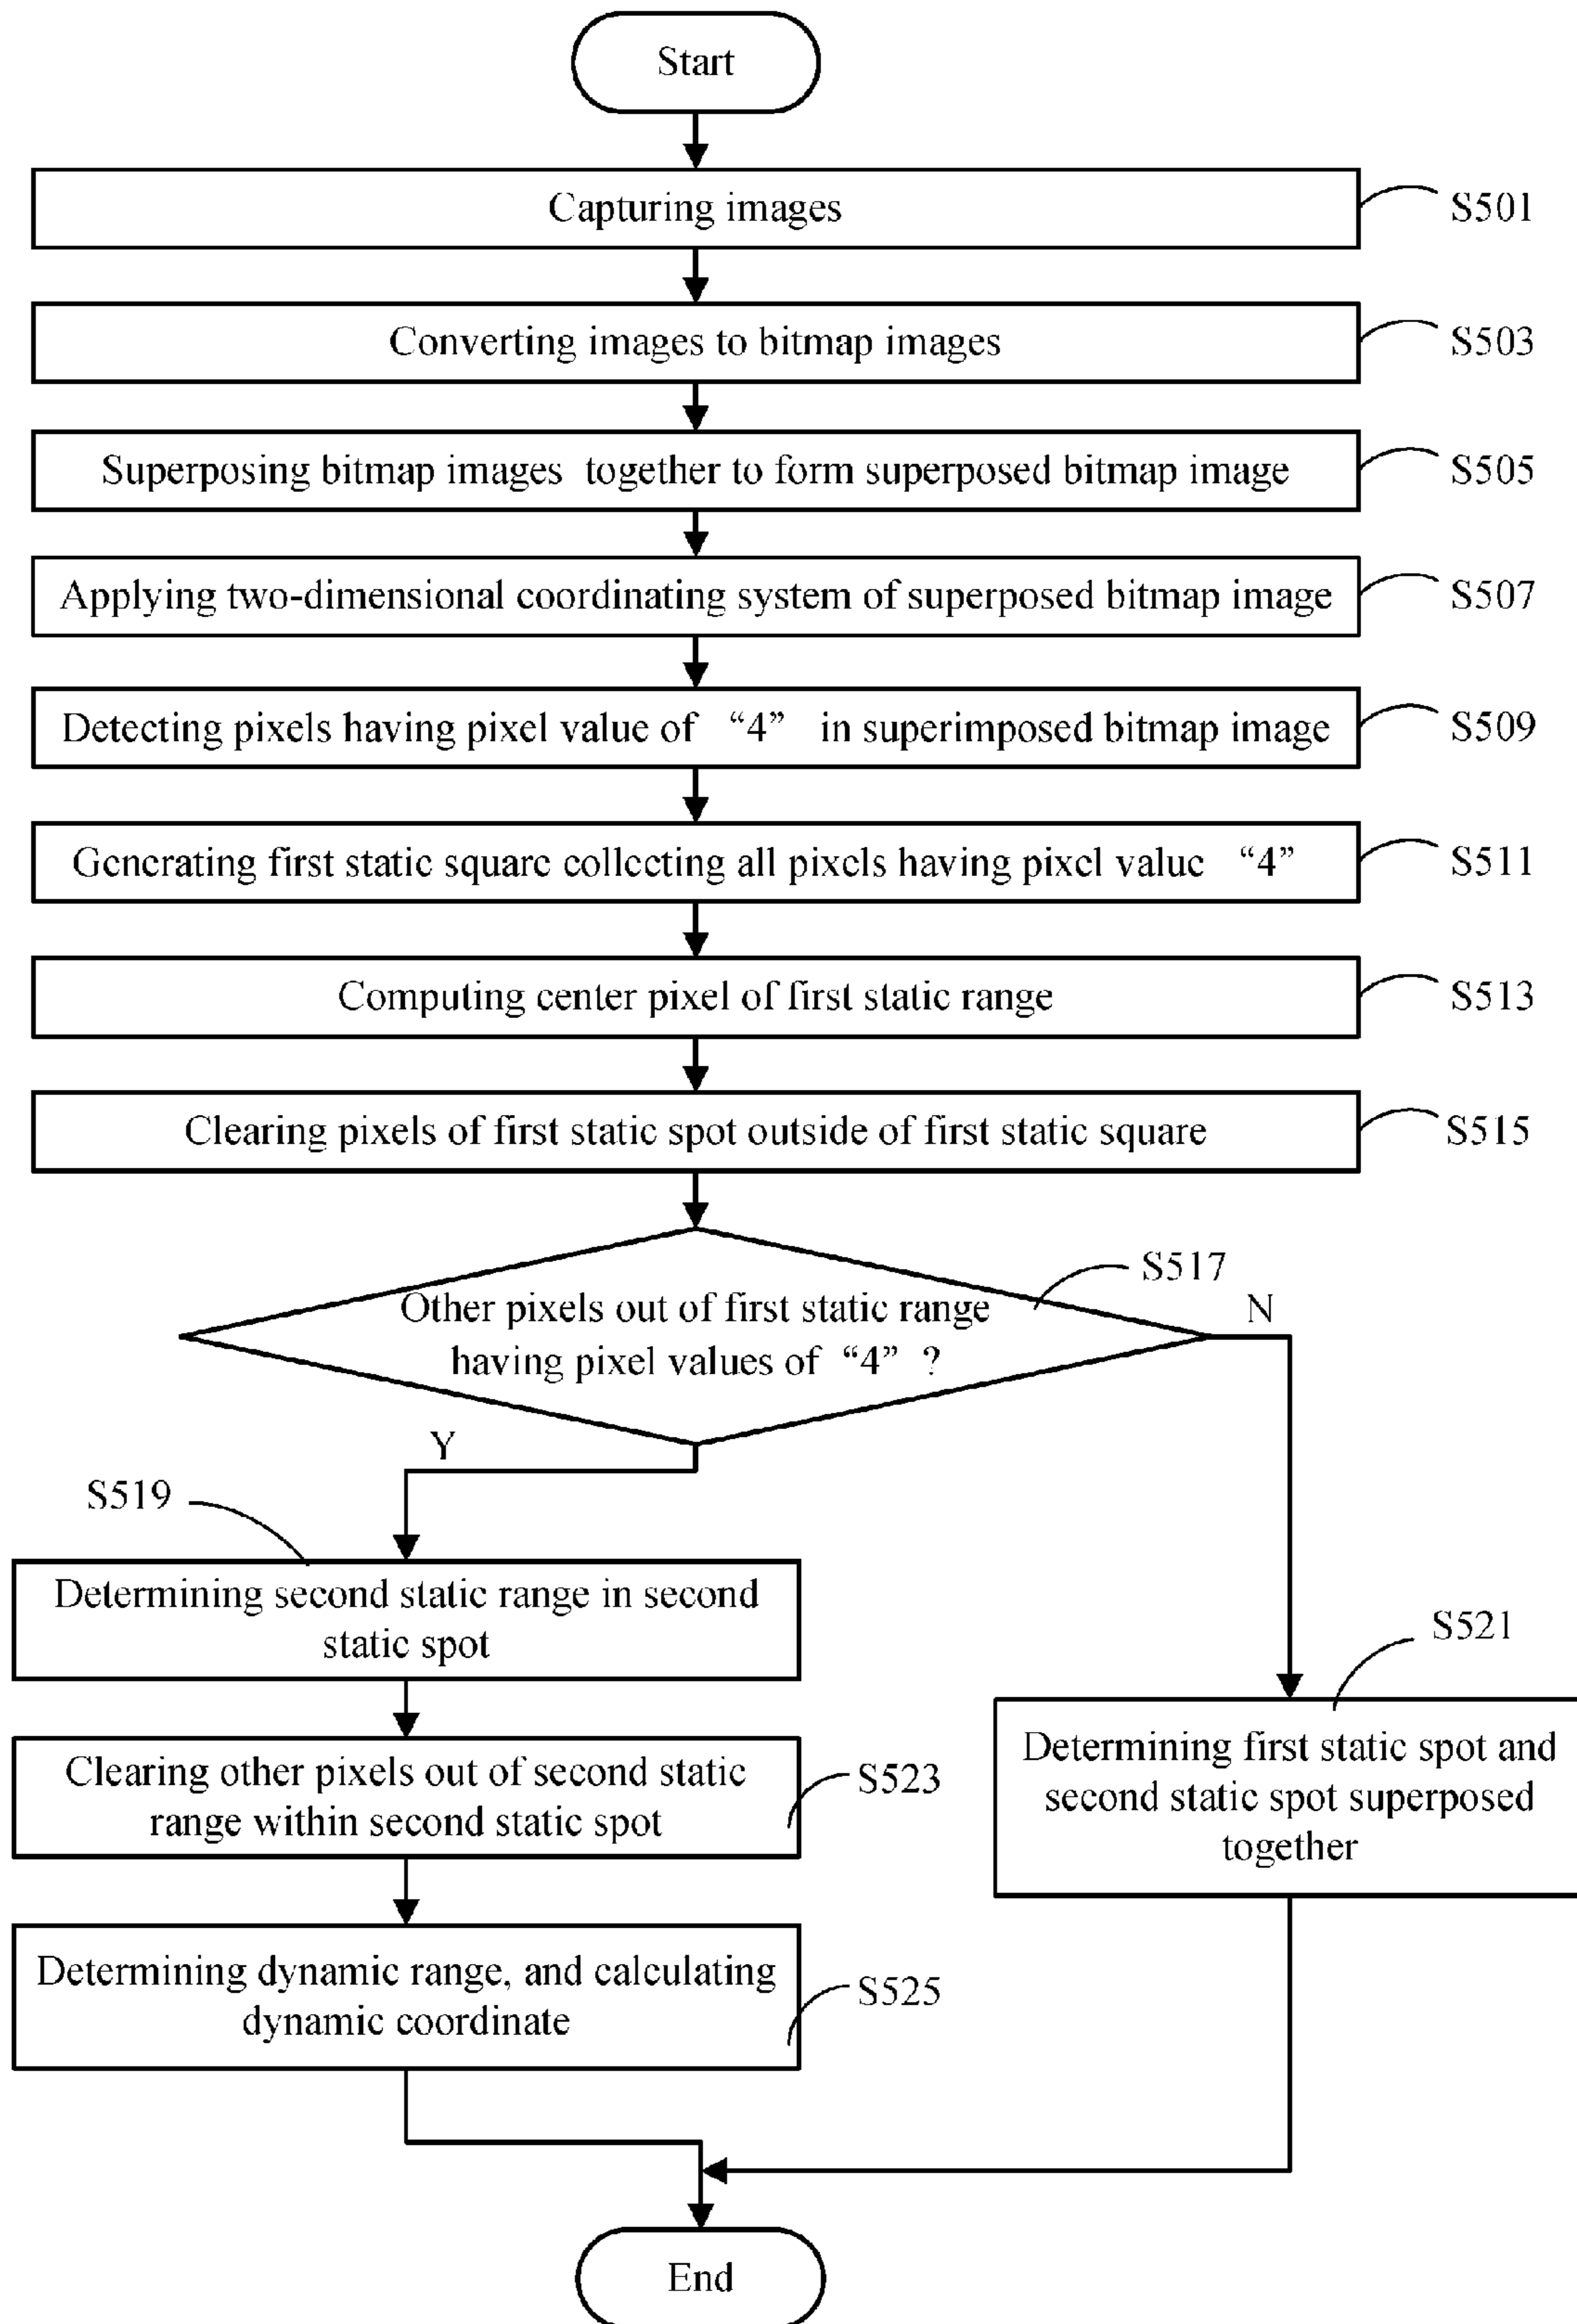 Start
Capturing images
S501
Converting images to bitmap images
S503
Superposing bitmap images together to form superposed bitmap image
S505
Applying two-dimensional coordinating system of superposed bitmap image
S507
Detecting pixels having pixel value of “4” in superimposed bitmap image
S509
Generating first static square collecting all pixels having pixel value “4”
S511
Computing center pixel of first static range
S513
Clearing pixels of first static spot outside of first static square
S515
S517
Other pixels out of first static range
having pixel values of “4” ?
N
Y
S519
Determining second static range in second
static spot
S521
Determining first static spot and
second static spot superposed
together
Clearing other pixels out of second static
range within second static spot
S523
Determining dynamic range, and calculating
dynamic coordinate
S525
End